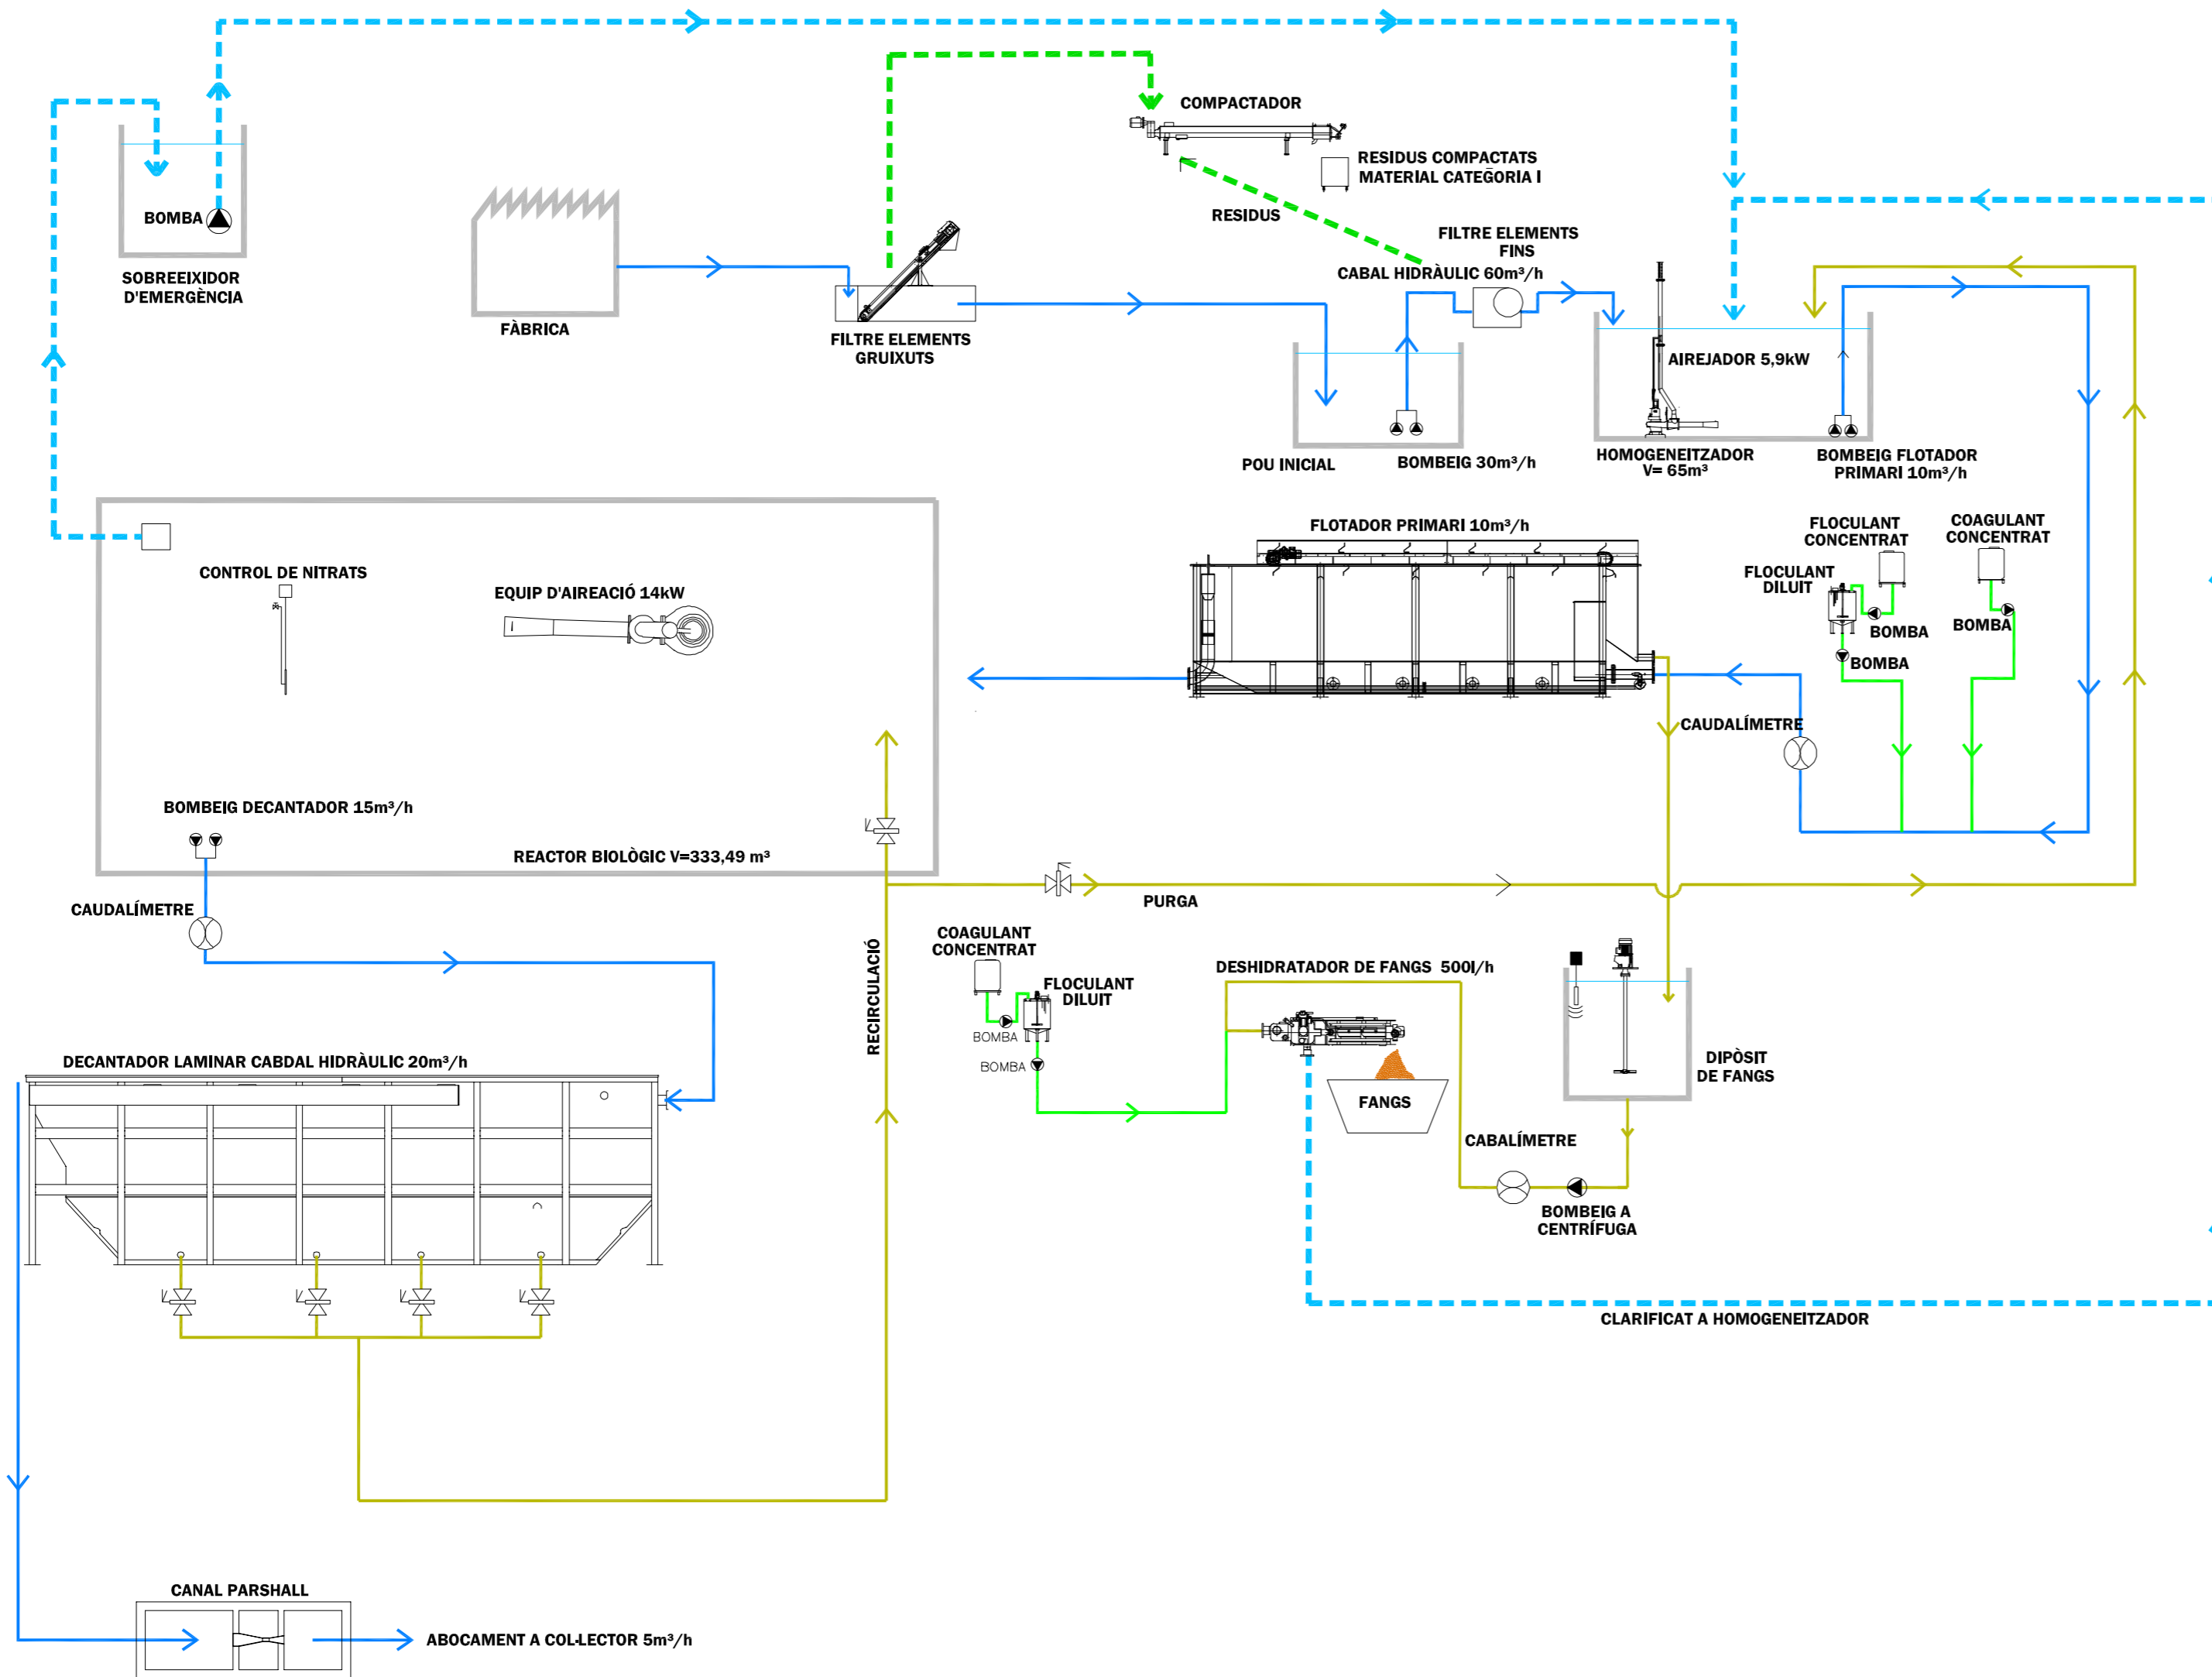 COMPACTADOR
RESIDUS COMPACTATS
MATERIAL CATEGORIA I
RESIDUS
BOMBA
SOBREEIXIDOR
D'EMERGÈNCIA
FÀBRICA
FILTRE ELEMENTS
GRUIXUTS
FILTRE ELEMENTS
FINS
CABAL HIDRÀULIC 60m³/h
AIREJADOR 5,9kW
POU INICIAL
BOMBEIG 30m³/h
HOMOGENEITZADOR
V= 65m³
BOMBEIG FLOTADOR
PRIMARI 10m³/h
FLOTADOR PRIMARI 10m³/h
FLOCULANT
CONCENTRAT
COAGULANT
CONCENTRAT
FLOCULANT
DILUIT
BOMBA
BOMBA
BOMBA
CAUDALÍMETRE
CONTROL DE NITRATS
EQUIP D'AIREACIÓ 14kW
BOMBEIG DECANTADOR 15m³/h
REACTOR BIOLÒGIC V=333,49 m³
CAUDALÍMETRE
PURGA
RECIRCULACIÓ
COAGULANT
CONCENTRAT
FLOCULANT
DILUIT
BOMBA
BOMBA
DESHIDRATADOR DE FANGS 500l/h
FANGS
DIPÒSIT
DE FANGS
CABALÍMETRE
BOMBEIG A
CENTRÍFUGA
DECANTADOR LAMINAR CABDAL HIDRÀULIC 20m³/h
CLARIFICAT A HOMOGENEITZADOR
CANAL PARSHALL
ABOCAMENT A COL·LECTOR 5m³/h